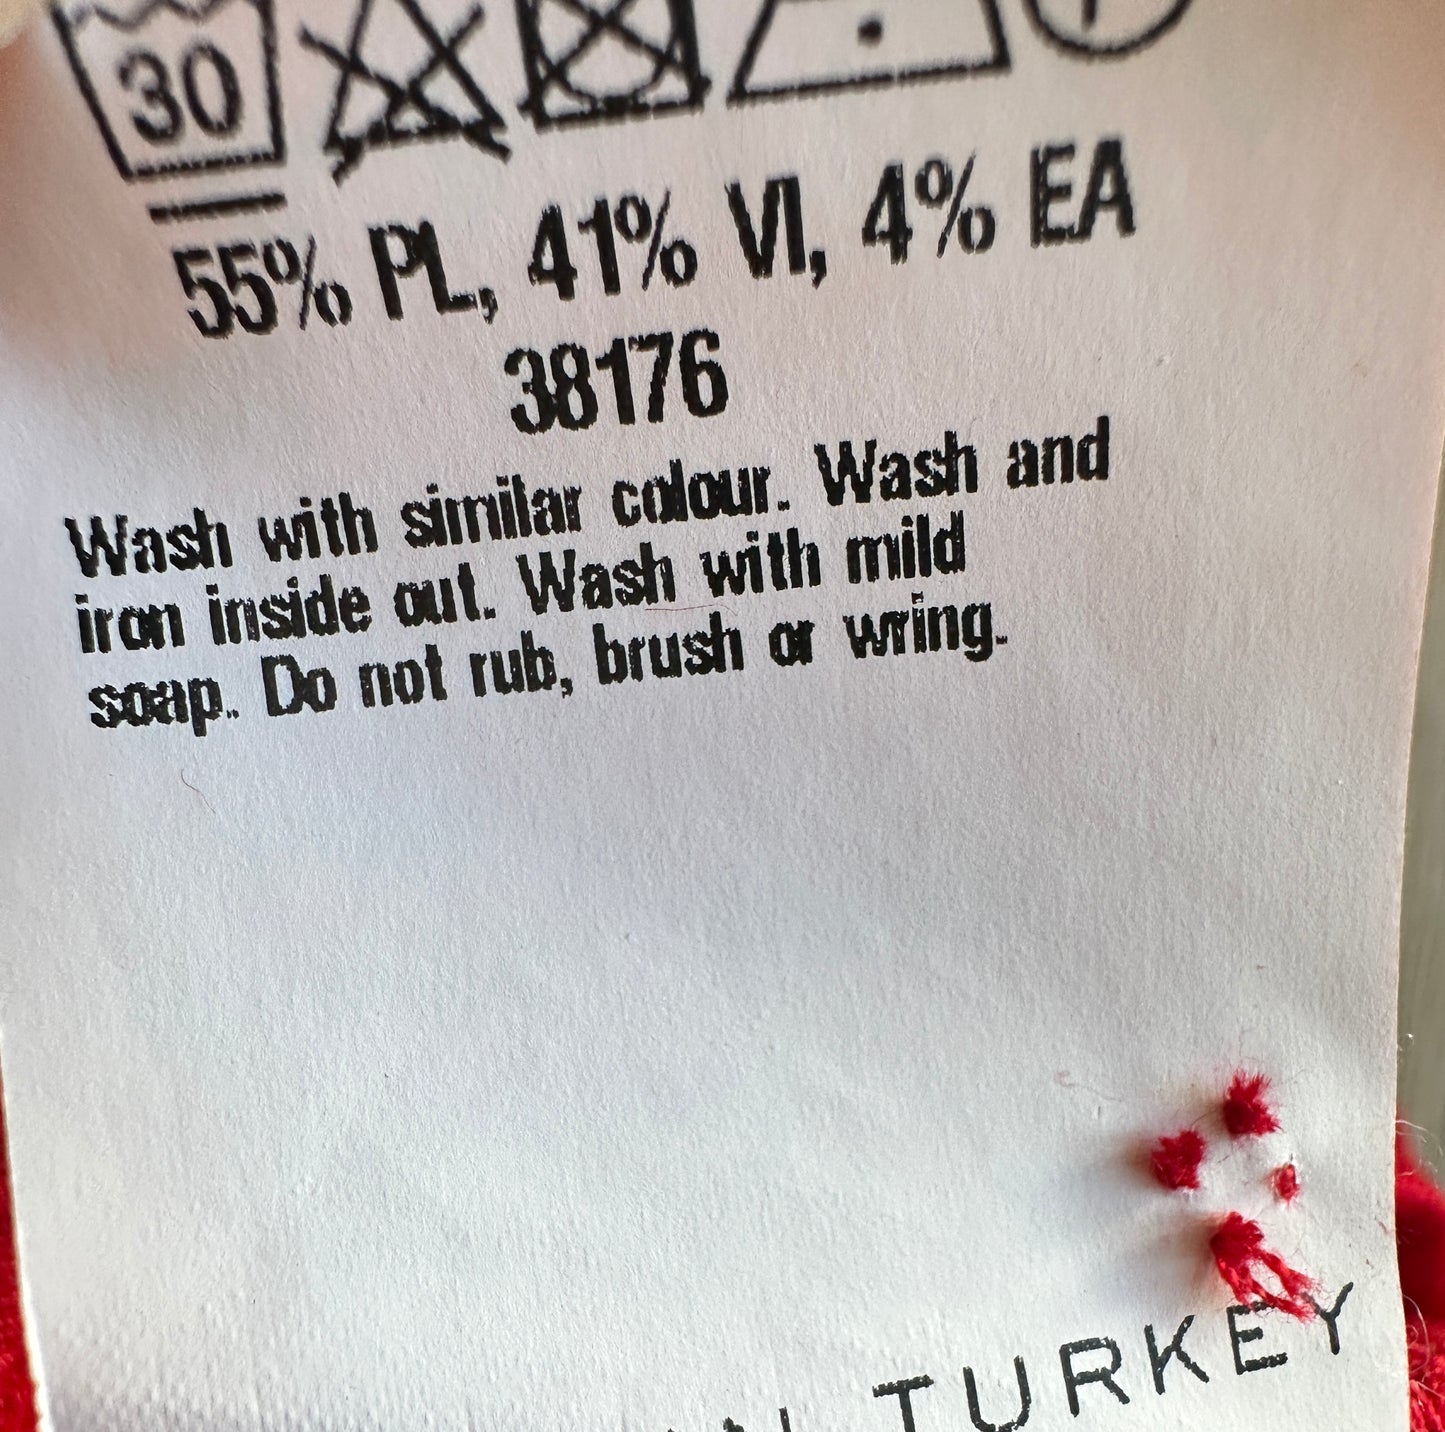 30
55% PL, 41% VI, 4% EA
38176
Wash with similar colour. Wash and
iron inside out. Wash with mild
soap. Do not rub, brush or wring.
TURKEY